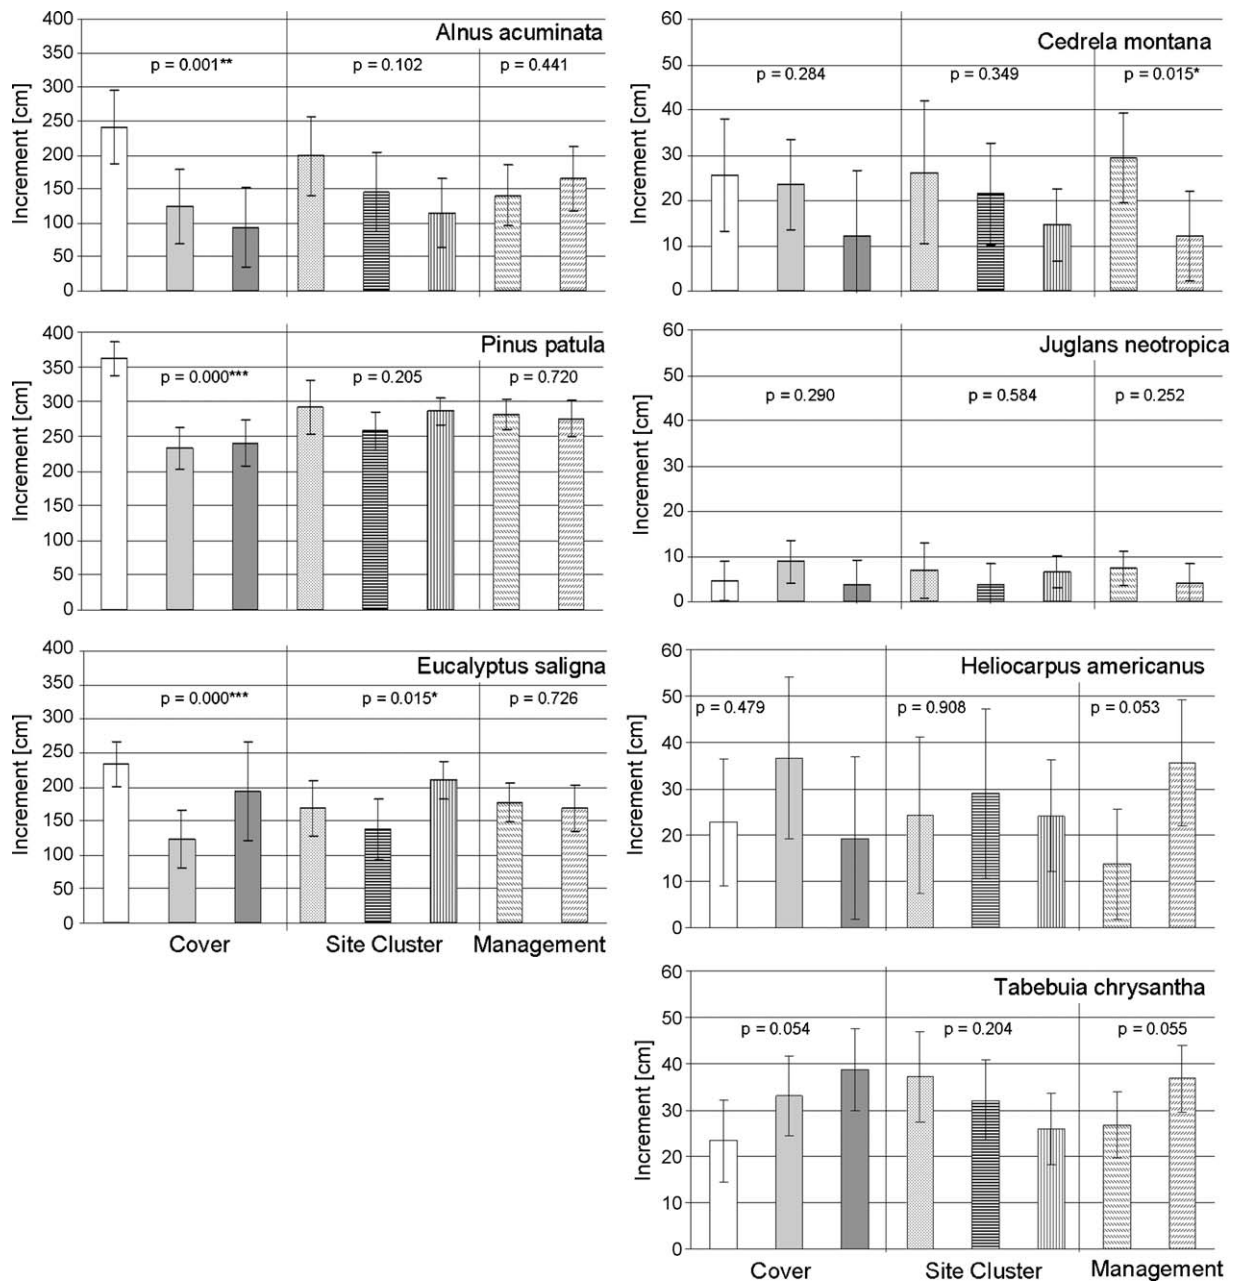 Alnus acuminata
p = 0.001**
p = 0.102
p = 0.441
Increment [cm]
400
350
300
250
200
150
100
50
0
Pinus patula
p = 0.000***
p = 0.205
p = 0.720
Increment [cm]
400
350
300
250
200
150
100
50
0
Eucalyptus saligna
p = 0.000***
p = 0.015*
p = 0.726
Increment [cm]
400
350
300
250
200
150
100
50
0
Cover
Site Cluster
Management
Cedrela montana
p = 0.284
p = 0.349
p = 0.015*
Increment [cm]
60
50
40
30
20
10
0
Juglans neotropica
p = 0.290
p = 0.584
p = 0.252
Increment [cm]
60
50
40
30
20
10
0
Heliocarpus americanus
p = 0.479
p = 0.908
p = 0.053
Increment [cm]
60
50
40
30
20
10
0
Tabebuia chrysantha
p = 0.054
p = 0.204
p = 0.055
Increment [cm]
60
50
40
30
20
10
0
Cover
Site Cluster
Management